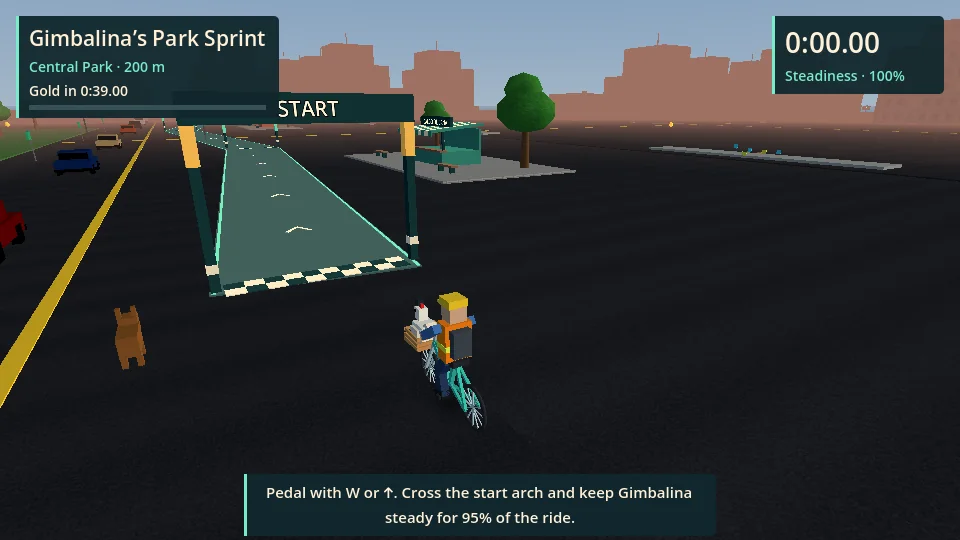 Gimbalina’s Park Sprint
Central Park · 200 m
Gold in 0:39.00
0:00.00
Steadiness · 100%
START
Pedal with W or ↑. Cross the start arch and keep Gimbalina
steady for 95% of the ride.